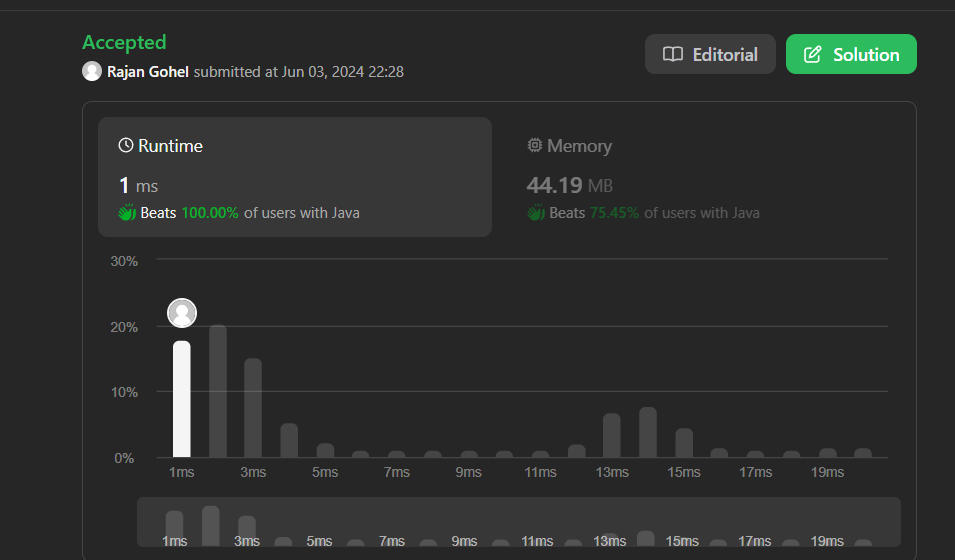 Accepted
Rajan Gohel submitted at Jun 03, 2024 22:28
Editorial
Solution
Runtime
1 ms
Beats 100.00% of users with Java
Memory
44.19 MB
Beats 75.45% of users with Java
30%
20%
10%
0%
1ms 3ms 5ms 7ms 9ms 11ms 13ms 15ms 17ms 19ms
1ms 3ms 5ms 7ms 9ms 11ms 13ms 15ms 17ms 19ms